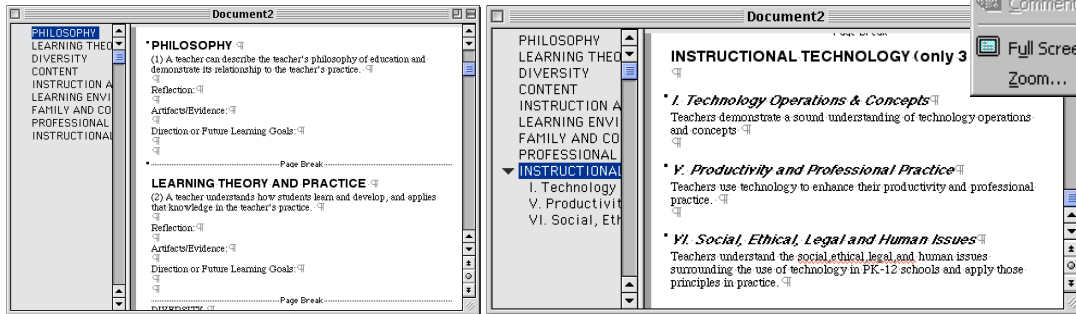 Document2
PHILOSOPHY
LEARNING THEO
DIVERSITY
CONTENT
INSTRUCTION A
LEARNING ENVI
FAMILY AND CO
PROFESSIONAL
INSTRUCTIONAL
PHILOSOPHY ¶
(1) A teacher can describe the teacher's philosophy of education and
demonstrate its relationship to the teacher's practice. ¶
¶
Reflection: ¶
¶
Artifacts/Evidence: ¶
¶
Direction or Future Learning Goals: ¶
¶
¶
Page Break
LEARNING THEORY AND PRACTICE ¶
(2) A teacher understands how students learn and develop, and applies
that knowledge in the teacher's practice. ¶
¶
Reflection: ¶
¶
Artifacts/Evidence: ¶
¶
Direction or Future Learning Goals: ¶
¶
¶
Page Break
DIVERSITY ¶
Document2
PHILOSOPHY
LEARNING THEO
DIVERSITY
CONTENT
INSTRUCTION A
LEARNING ENVI
FAMILY AND CO
PROFESSIONAL
INSTRUCTIONAL
I. Technology
V. Productivit
VI. Social, Eth
Page Break
INSTRUCTIONAL TECHNOLOGY (only 3
¶
I. Technology Operations & Concepts¶
Teachers demonstrate a sound understanding of technology operations
and concepts ¶
¶
V. Productivity and Professional Practice¶
Teachers use technology to enhance their productivity and professional
practice. ¶
¶
VI. Social, Ethical, Legal and Human Issues¶
Teachers understand the social,ethical,legal,and human issues
surrounding the use of technology in PK-12 schools and apply those
principles in practice. ¶
Comment
Full Scree
Zoom...